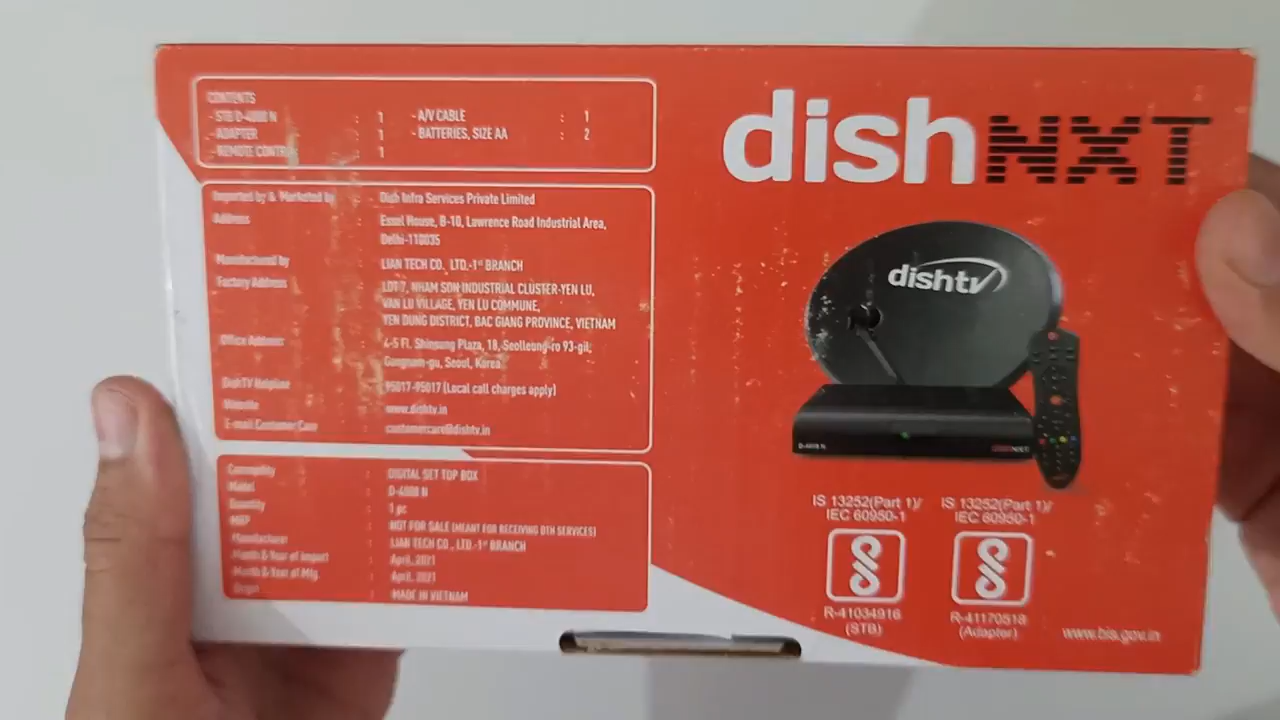 CONTENTS
- STB D-4000 N : 1
- ADAPTER : 1
- REMOTE CONTROL 1
- A/V CABLE : 1
- BATTERIES, SIZE AA : 2
Imported by & Marketed by : Dish Infra Services Private Limited
Address : Essel House, B-10, Lawrence Road Industrial Area,
Delhi-110035
Manufactured by : LIAN TECH CO., LTD.-1st BRANCH
Factory Address : LOT 7, NHAM SON INDUSTRIAL CLUSTER-YEN LU,
VAN LU VILLAGE, YEN LU COMMUNE,
YEN DUNG DISTRICT, BAC GIANG PROVINCE, VIETNAM
Office Address : 4-5 Fl. Shinsung Plaza, 18, Seolleong-ro 93-gil,
Gangnam-gu, Seoul, Korea
DishTV Helpline : 95017-95017 (Local call charges apply)
Website : www.dishtv.in
E-mail Customer Care : customercare@dishtv.in
Commodity : DIGITAL SET TOP BOX
Model : D-4000 N
Quantity : 1 pc
MRP : NOT FOR SALE (MEANT FOR RECEIVING DTH SERVICES)
Manufacturer : LIAN TECH CO., LTD.-1st BRANCH
Month & Year of Import : April, 2021
Month & Year of Mfg. : April, 2021
Origin : MADE IN VIETNAM
dish NXT
dishtv
IS 13252(Part 1)/
IEC 60950-1
R-41034916
(STB)
IS 13252(Part 1)/
IEC 60950-1
R-41170518
(Adapter)
www.bis.gov.in